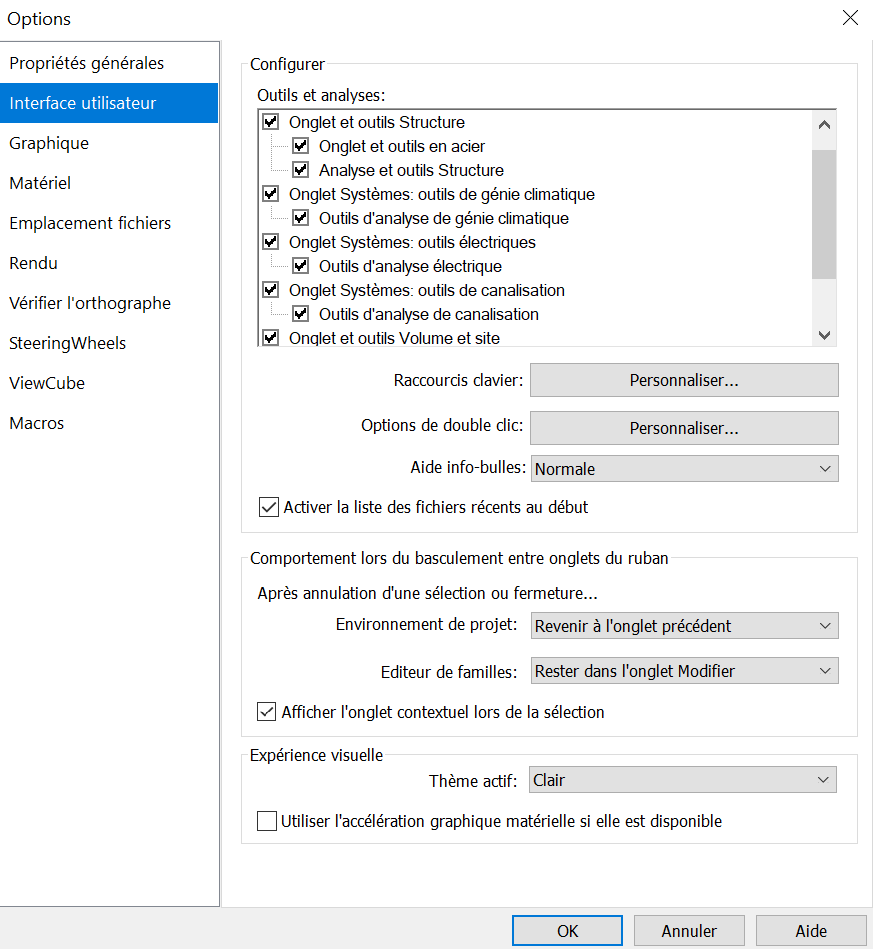 Options
Propriétés générales
Interface utilisateur
Graphique
Matériel
Emplacement fichiers
Rendu
Vérifier l'orthographe
SteeringWheels
ViewCube
Macros
Configurer
Outils et analyses:
Onglet et outils Structure
Onglet et outils en acier
Analyse et outils Structure
Onglet Systèmes: outils de génie climatique
Outils d'analyse de génie climatique
Onglet Systèmes: outils électriques
Outils d'analyse électrique
Onglet Systèmes: outils de canalisation
Outils d'analyse de canalisation
Onglet et outils Volume et site
Raccourcis clavier: Personnaliser...
Options de double clic: Personnaliser...
Aide info-bulles: Normale
Activer la liste des fichiers récents au début
Comportement lors du basculement entre onglets du ruban
Après annulation d'une sélection ou fermeture...
Environnement de projet: Revenir à l'onglet précédent
Editeur de familles: Rester dans l'onglet Modifier
Afficher l'onglet contextuel lors de la sélection
Expérience visuelle
Thème actif: Clair
Utiliser l'accélération graphique matérielle si elle est disponible
OK Annuler Aide